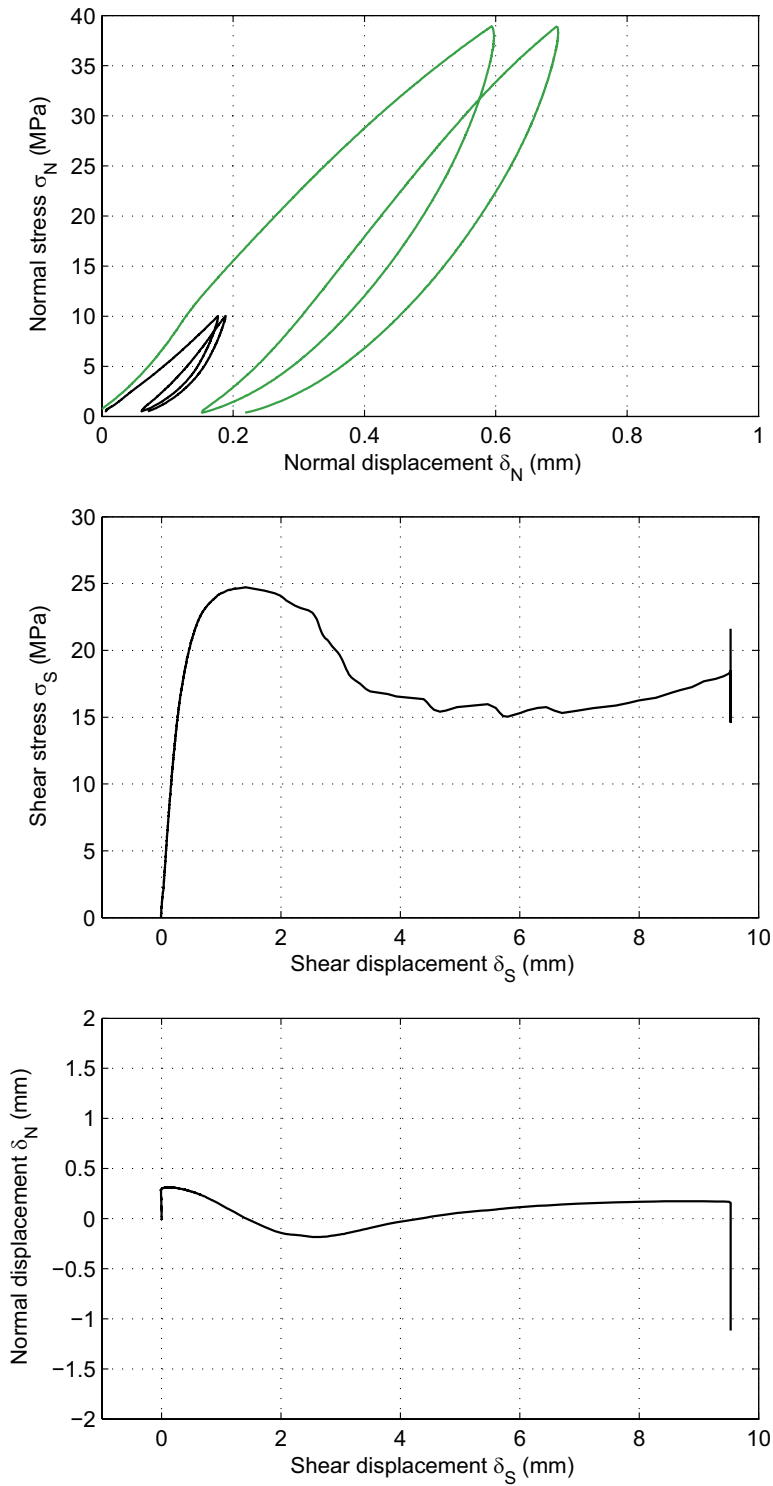 40
35
30
25
20
15
10
5
0
Normal stress σN (MPa)
0 0.2 0.4 0.6 0.8 1
Normal displacement δN (mm)
30
25
20
15
10
5
0
Shear stress σS (MPa)
0 2 4 6 8 10
Shear displacement δS (mm)
2
1.5
1
0.5
0
−0.5
−1
−1.5
−2
Normal displacement δN (mm)
0 2 4 6 8 10
Shear displacement δS (mm)